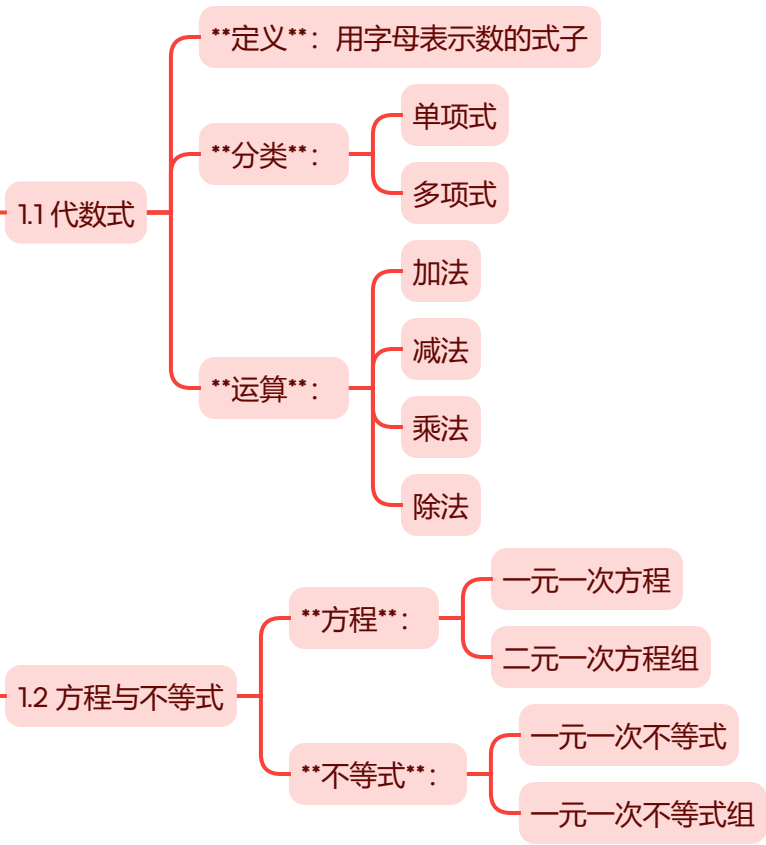 1.1 代数式
**定义**：用字母表示数的式子
**分类**：
单项式
多项式
**运算**：
加法
减法
乘法
除法
1.2 方程与不等式
**方程**：
一元一次方程
二元一次方程组
**不等式**：
一元一次不等式
一元一次不等式组